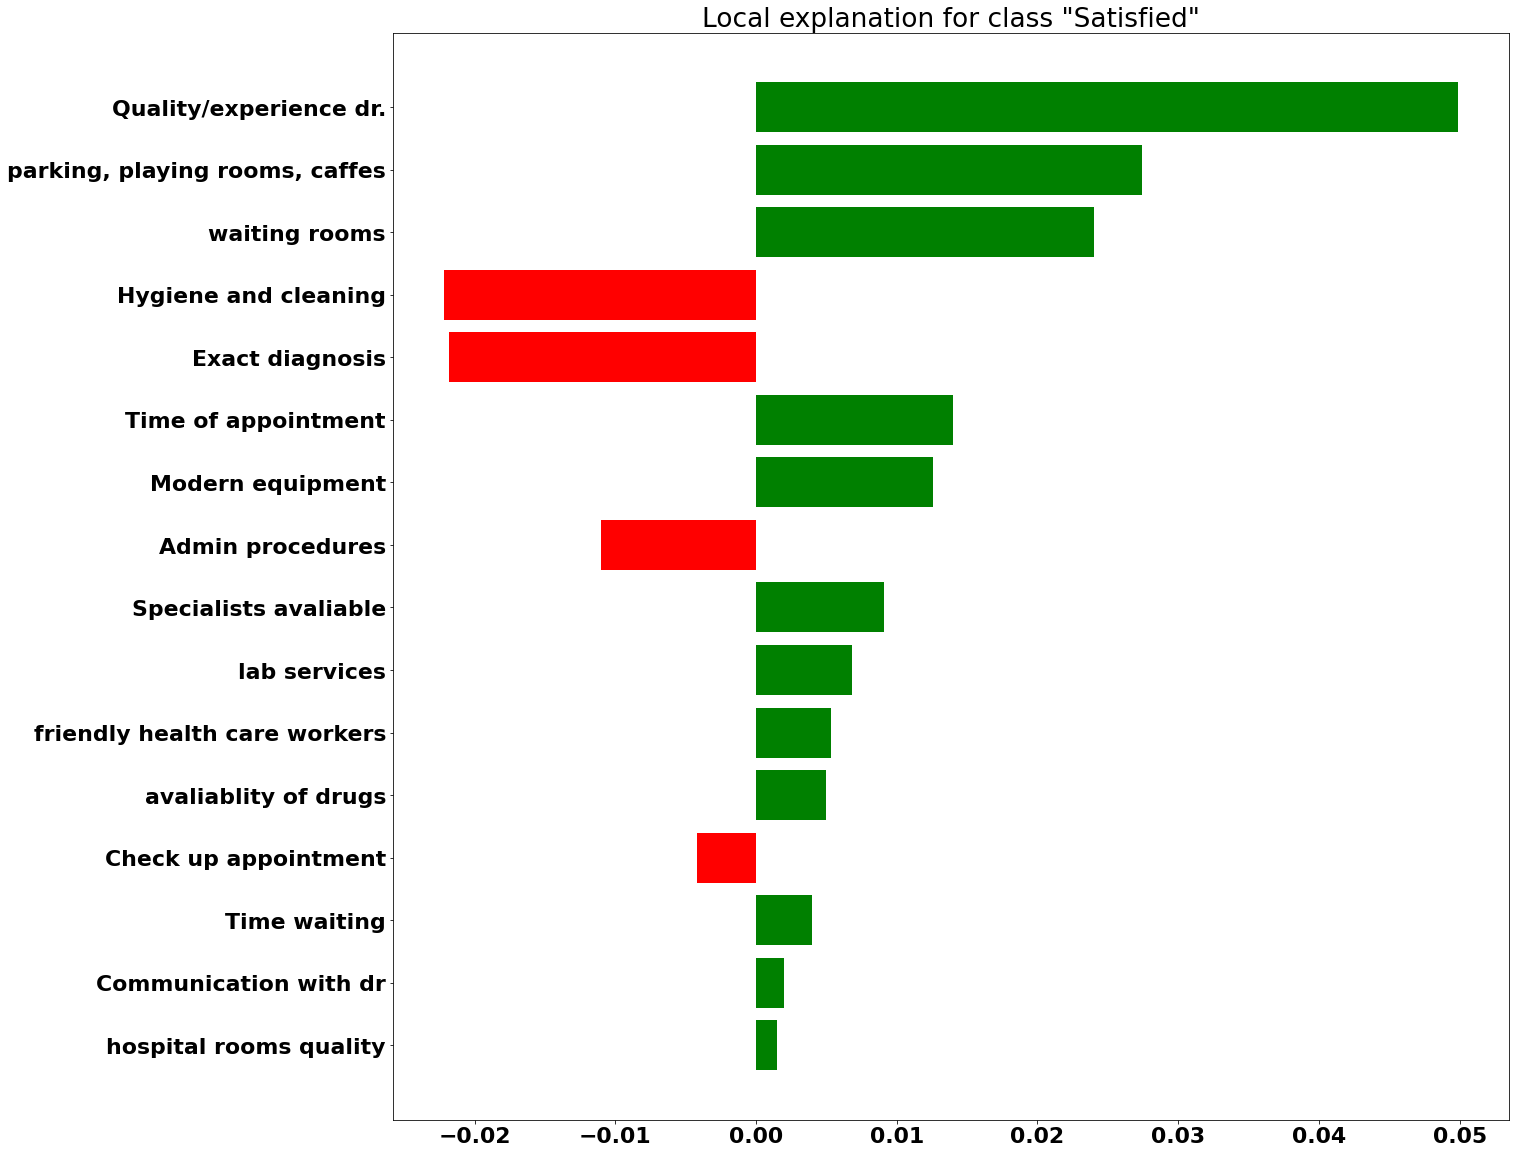 Local explanation for class "Satisfied"
Quality/experience dr.
parking, playing rooms, caffes
waiting rooms
Hygiene and cleaning
Exact diagnosis
Time of appointment
Modern equipment
Admin procedures
Specialists avaliable
lab services
friendly health care workers
avaliablity of drugs
Check up appointment
Time waiting
Communication with dr
hospital rooms quality
−0.02 −0.01 0.00 0.01 0.02 0.03 0.04 0.05